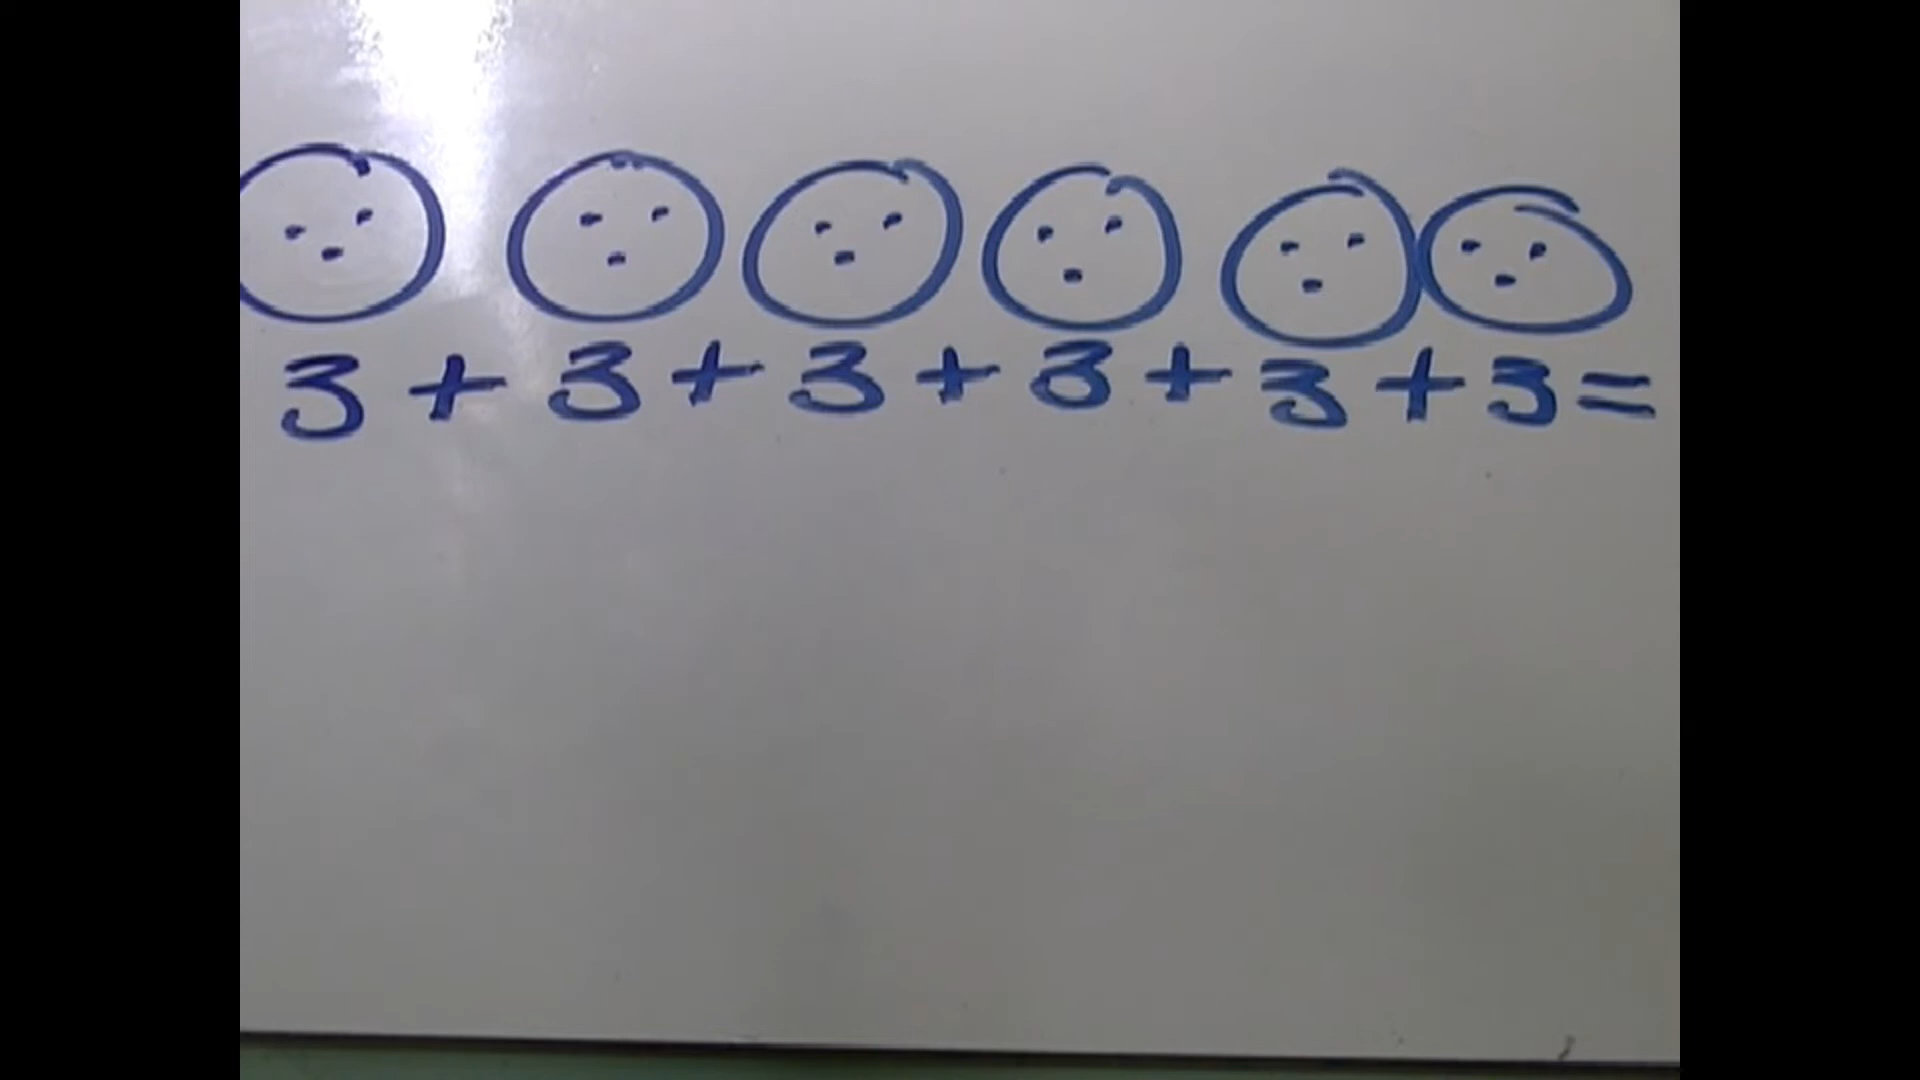 3 + 3 + 3 + 3 + 3 + 3 =